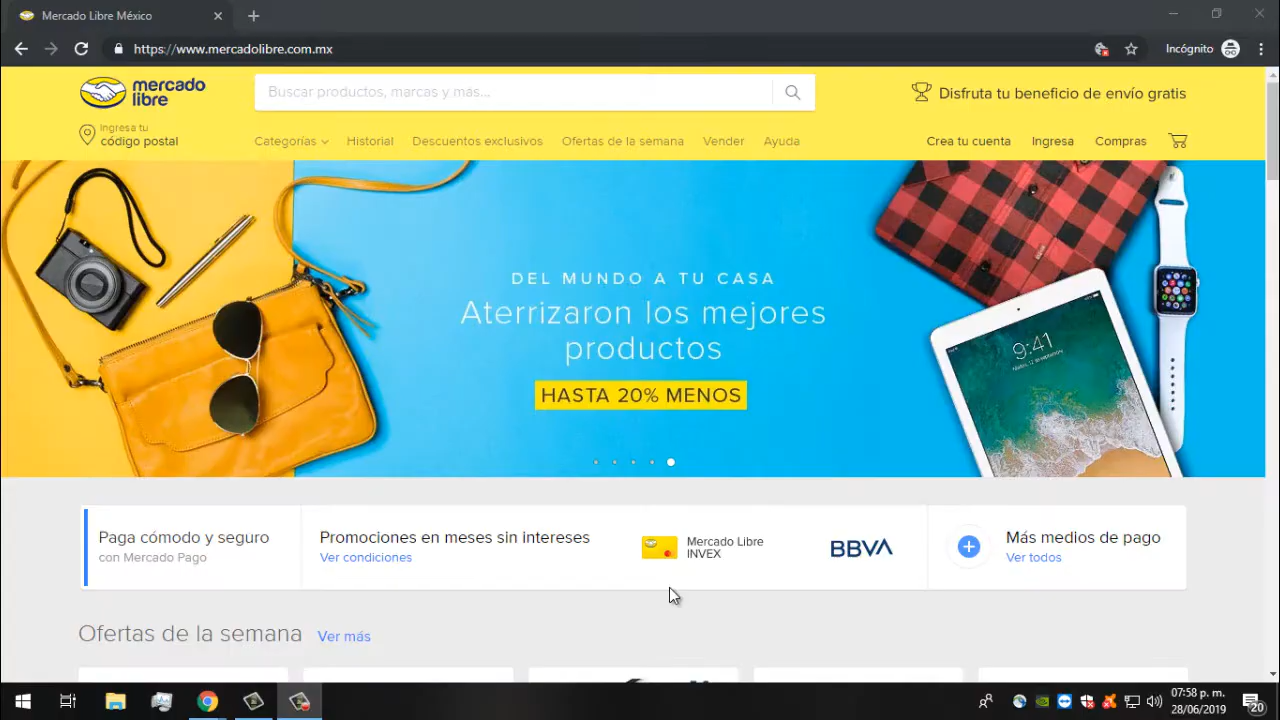 Mercado Libre México
https://www.mercadolibre.com.mx
Incógnito
mercado
libre
Buscar productos, marcas y más...
Disfruta tu beneficio de envío gratis
Ingresa tu
código postal
Categorías
Historial
Descuentos exclusivos
Ofertas de la semana
Vender
Ayuda
Crea tu cuenta
Ingresa
Compras
DEL MUNDO A TU CASA
Aterrizaron los mejores
productos
HASTA 20% MENOS
9:41
Paga cómodo y seguro
con Mercado Pago
Promociones en meses sin intereses
Ver condiciones
Mercado Libre
INVEX
BBVA
Más medios de pago
Ver todos
Ofertas de la semana
Ver más
07:58 p. m.
28/06/2019
20